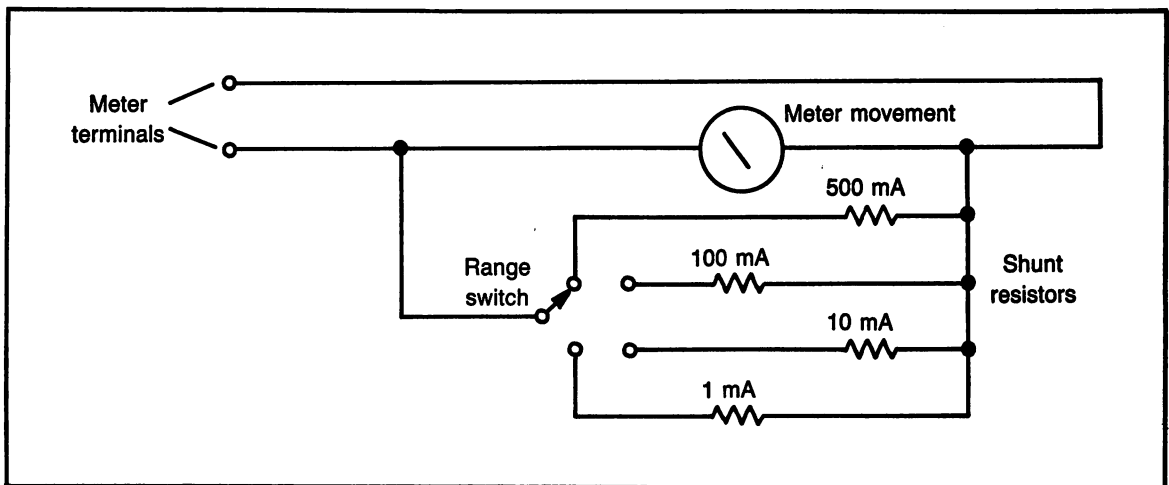 Meter
terminals
Meter movement
500 mA
Range
switch
100 mA
Shunt
resistors
10 mA
1 mA